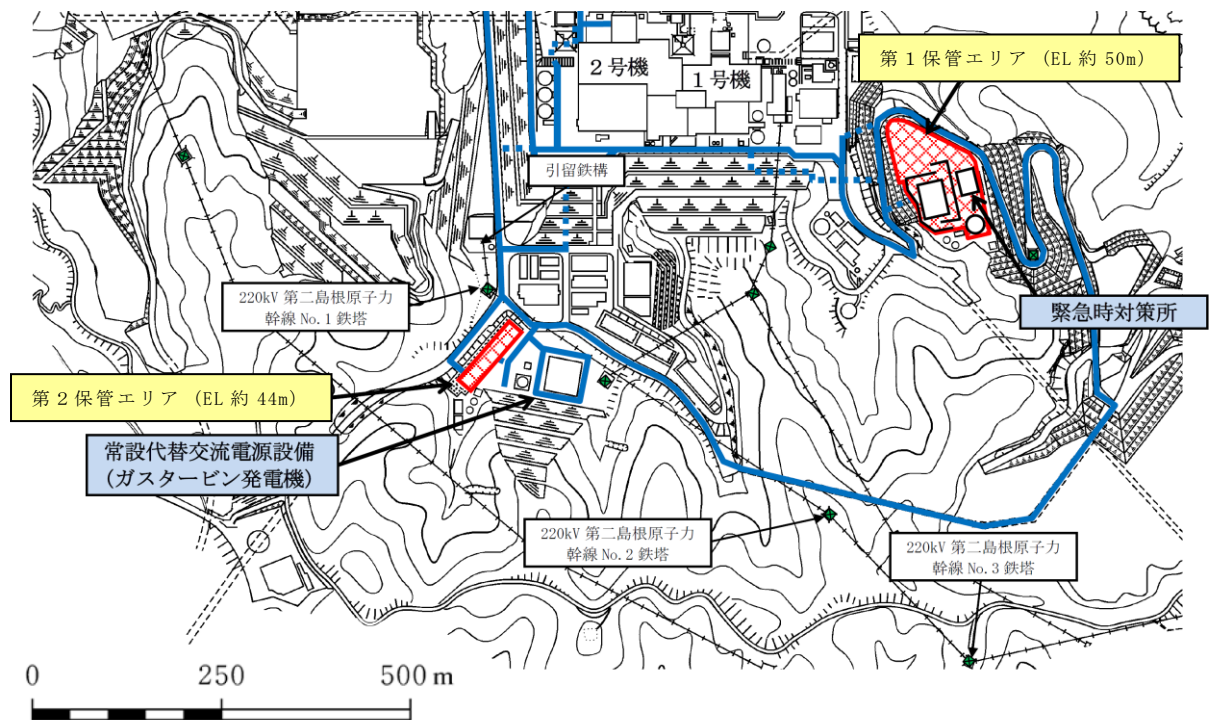 第1保管エリア (EL 約 50m)
2号機
1号機
引留鉄構
220kV 第二島根原子力
幹線 No.1 鉄塔
緊急時対策所
第2保管エリア (EL 約 44m)
常設代替交流電源設備
(ガスタービン発電機)
220kV 第二島根原子力
幹線 No.2 鉄塔
220kV 第二島根原子力
幹線 No.3 鉄塔
0 250 500 m